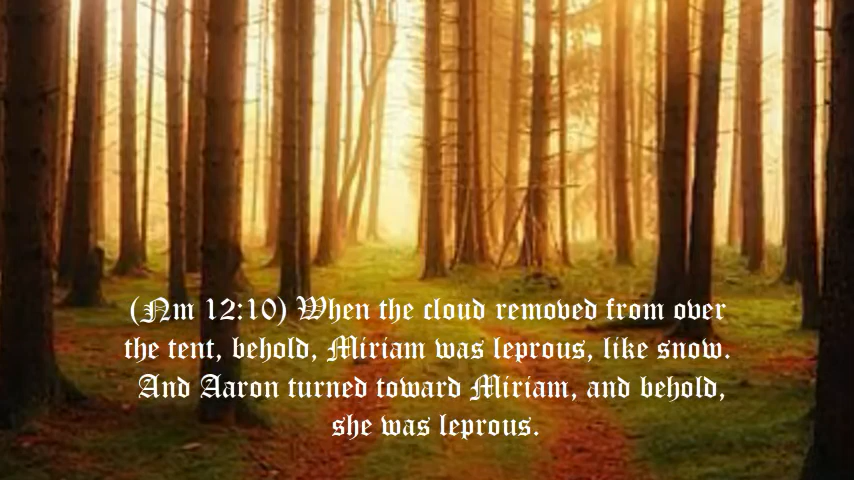 (Nm 12:10) When the cloud removed from over
the tent, behold, Miriam was leprous, like snow.
And Aaron turned toward Miriam, and behold,
she was leprous.